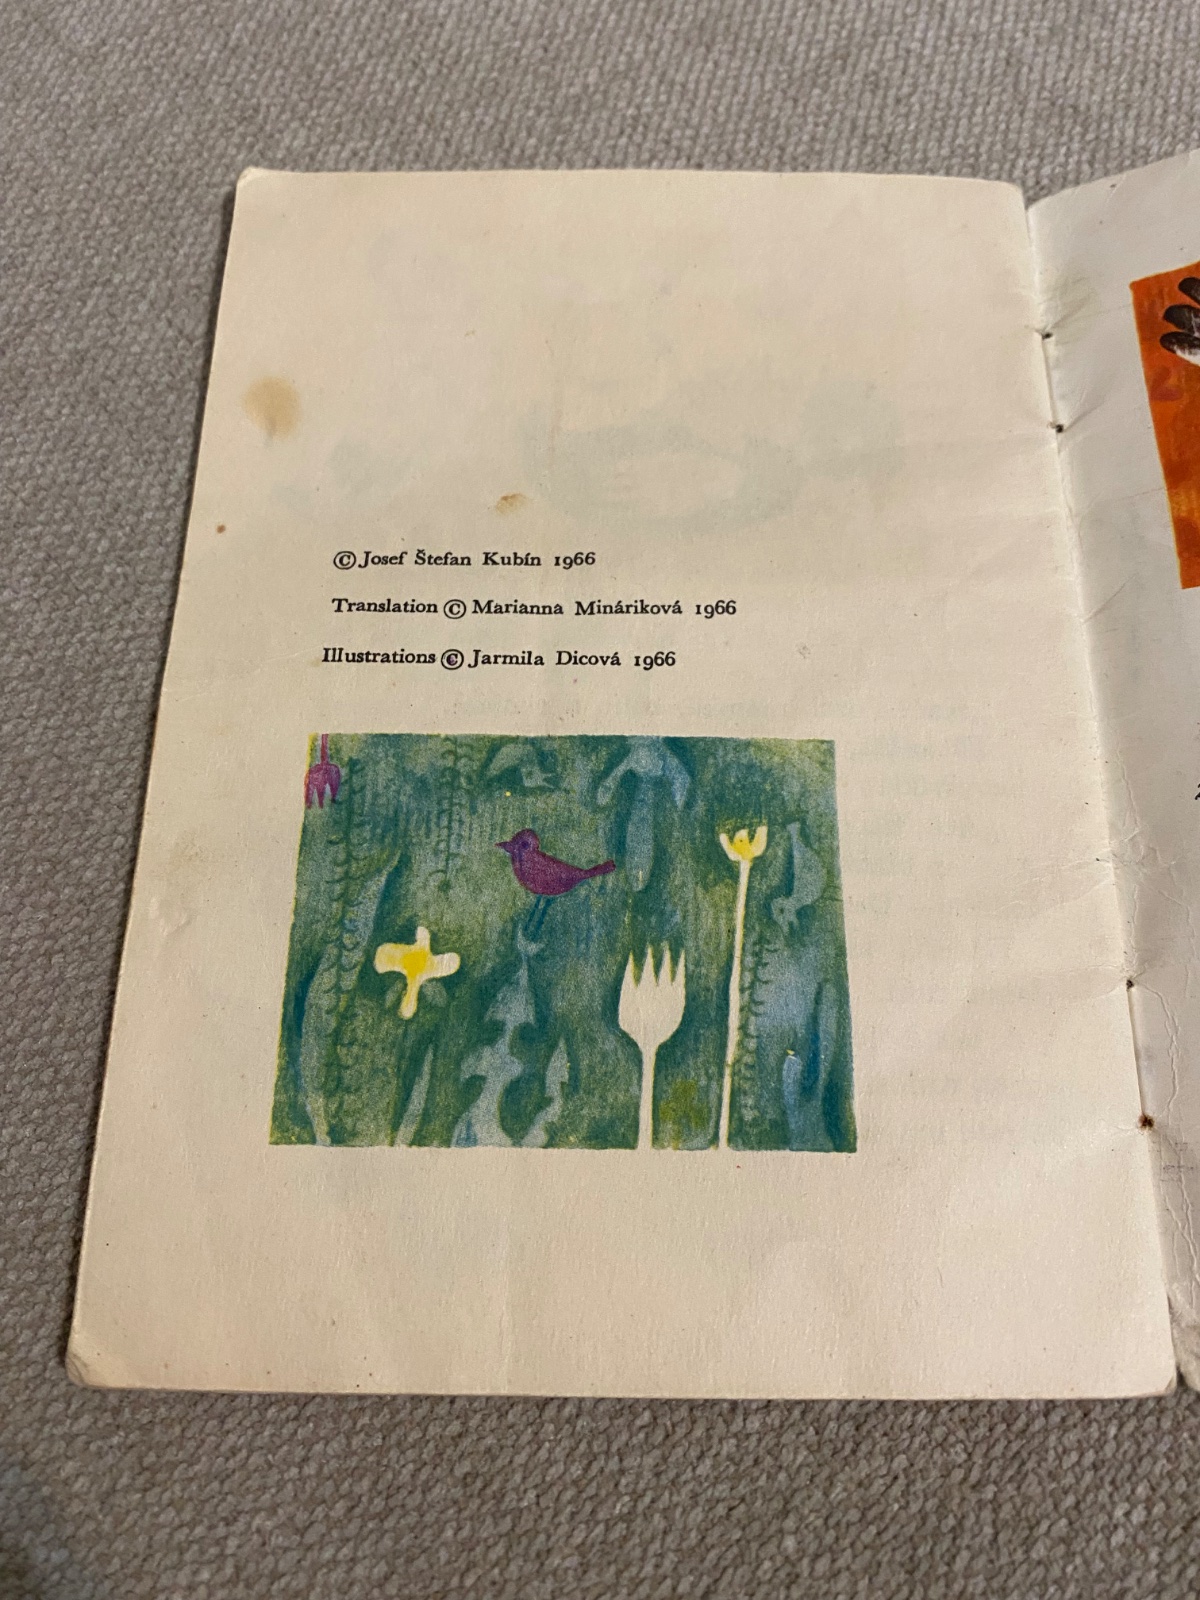 © Josef Štefan Kubín 1966
Translation © Marianna Mináriková 1966
Illustrations © Jarmila Dicová 1966